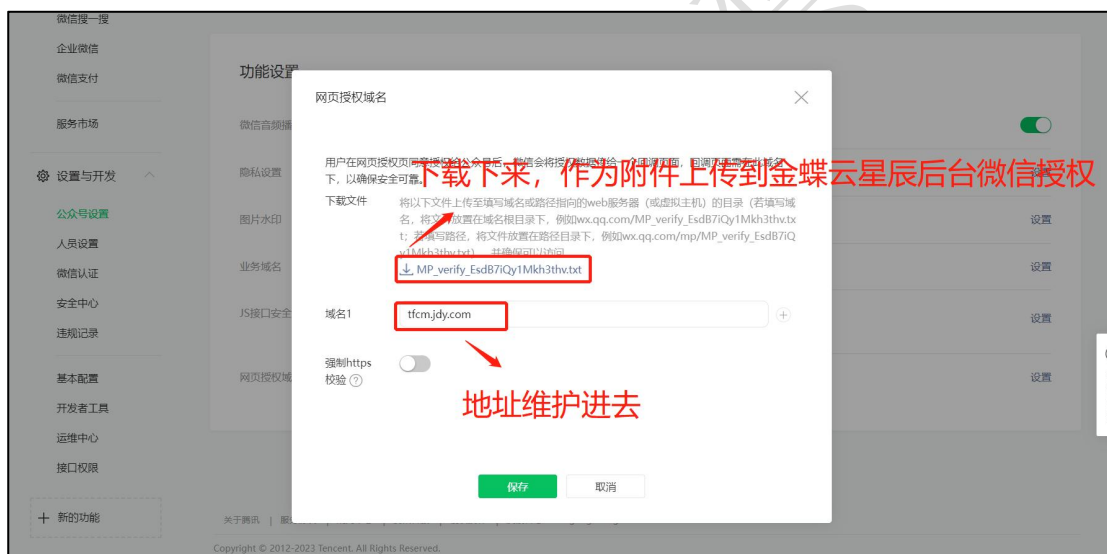 微信搜一搜
企业微信
微信支付
服务市场
设置与开发
公众号设置
人员设置
微信认证
安全中心
违规记录
基本配置
开发者工具
运维中心
接口权限
新的功能
功能设置
微信音频播
隐私设置
图片水印
设置
业务域名
设置
JS接口安全
设置
网页授权域
设置
网页授权域名
用户在网页授权页同意授权给公众号后，微信会将授权数据传给一个回调页面，回调页面需在此域名
下，以确保安全可靠。
下载下来，作为附件上传到金蝶云星辰后台微信授权
下载文件
将以下文件上传至填写域名或路径指向的web服务器（或虚拟主机）的目录（若填写域
名，将文件放置在域名根目录下，例如wx.qq.com/MP_verify_EsdB7iQy1Mkh3thv.tx
t；若填写路径，将文件放置在路径目录下，例如wx.qq.com/mp/MP_verify_EsdB7iQ
y1Mkh3thv.txt），并确保可以访问。
MP_verify_EsdB7iQy1Mkh3thv.txt
域名1
tfcm.jdy.com
强制https
校验
地址维护进去
保存
取消
关于腾讯
Copyright © 2012-2023 Tencent. All Rights Reserved.